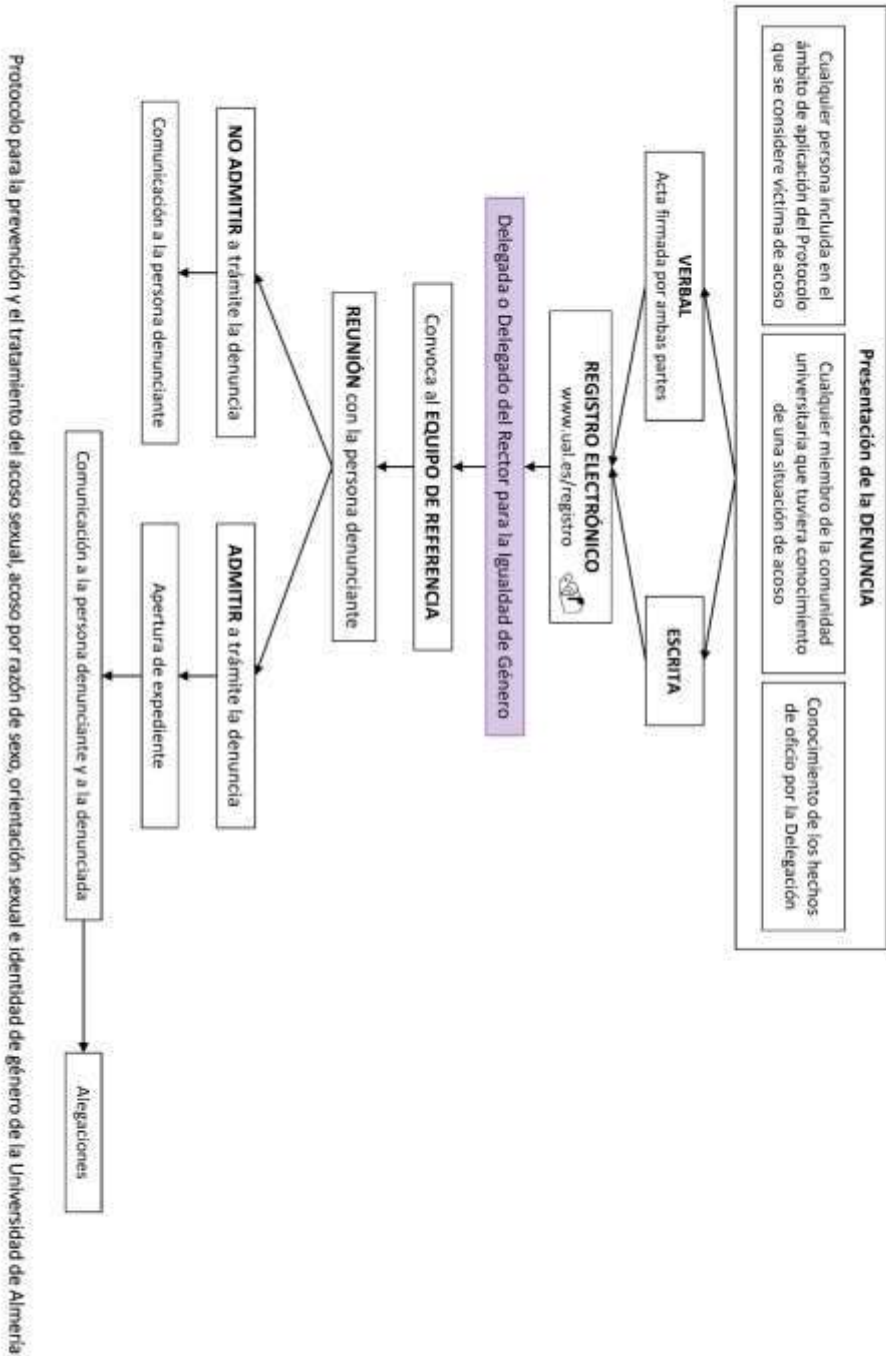 Presentación de la DENUNCIA
Cualquier persona incluida en el
ámbito de aplicación del Protocolo
que se considere víctima de acoso
Cualquier miembro de la comunidad
universitaria que tuviera conocimiento
de una situación de acoso
Conocimiento de los hechos
de oficio por la Delegación
VERBAL
Acta firmada por ambas partes
ESCRITA
REGISTRO ELECTRÓNICO
www.ual.es/registro
Delegada o Delegado del Rector para la Igualdad de Género
Convoca al EQUIPO DE REFERENCIA
REUNIÓN con la persona denunciante
NO ADMITIR a trámite la denuncia
ADMITIR a trámite la denuncia
Comunicación a la persona denunciante
Apertura de expediente
Comunicación a la persona denunciante y a la denunciada
Alegaciones
Protocolo para la prevención y el tratamiento del acoso sexual, acoso por razón de sexo, orientación sexual e identidad de género de la Universidad de Almería